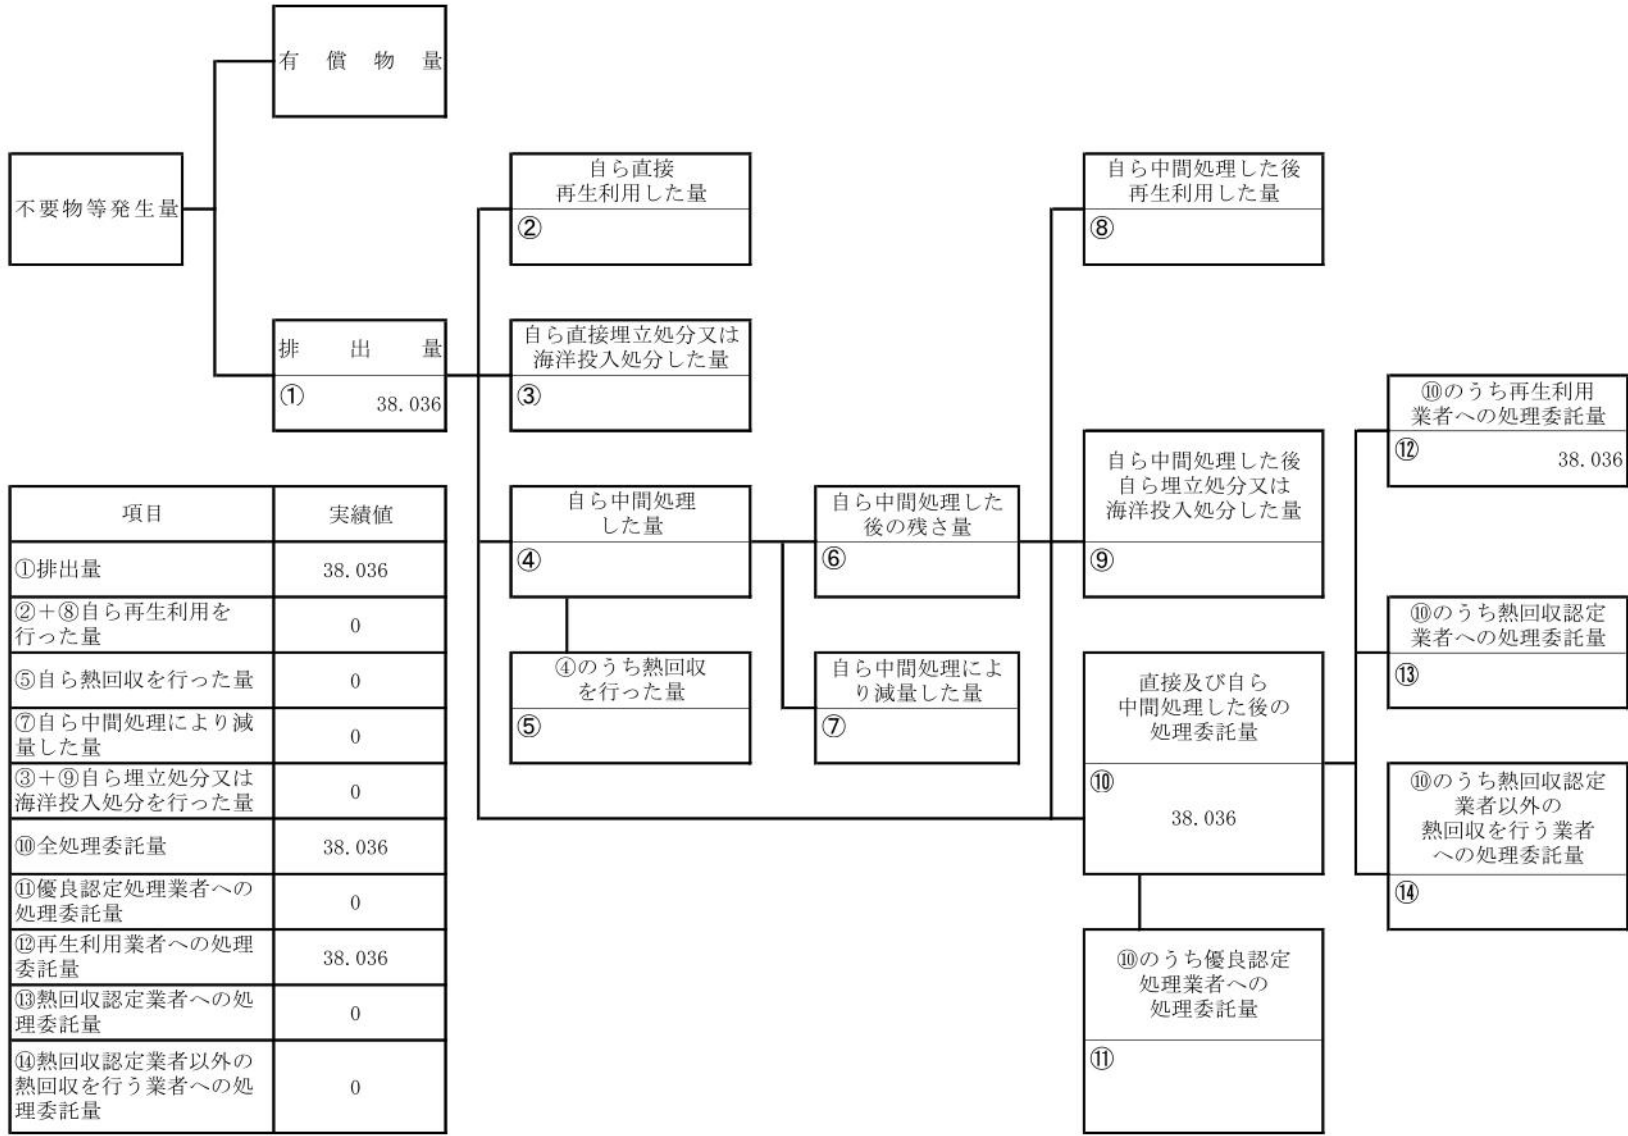 有償物量
不要物等発生量
排出量
①
38.036
自ら直接
再生利用した量
②
自ら直接埋立処分又は
海洋投入処分した量
③
自ら中間処理
した量
④
④のうち熱回収
を行った量
⑤
自ら中間処理した
後の残さ量
⑥
自ら中間処理によ
り減量した量
⑦
自ら中間処理した後
再生利用した量
⑧
自ら中間処理した後
自ら埋立処分又は
海洋投入処分した量
⑨
直接及び自ら
中間処理した後の
処理委託量
⑩
38.036
⑩のうち優良認定
処理業者への
処理委託量
⑪
⑩のうち再生利用
業者への処理委託量
⑫
38.036
⑩のうち熱回収認定
業者への処理委託量
⑬
⑩のうち熱回収認定
業者以外の
熱回収を行う業者
への処理委託量
⑭
項目 実績値
①排出量 38.036
②+⑧自ら再生利用を
行った量 0
⑤自ら熱回収を行った量 0
⑦自ら中間処理により減
量した量 0
③+⑨自ら埋立処分又は
海洋投入処分を行った量 0
⑩全処理委託量 38.036
⑪優良認定処理業者への
処理委託量 0
⑫再生利用業者への処理
委託量 38.036
⑬熱回収認定業者への処
理委託量 0
⑭熱回収認定業者以外の
熱回収を行う業者への処 0
理委託量